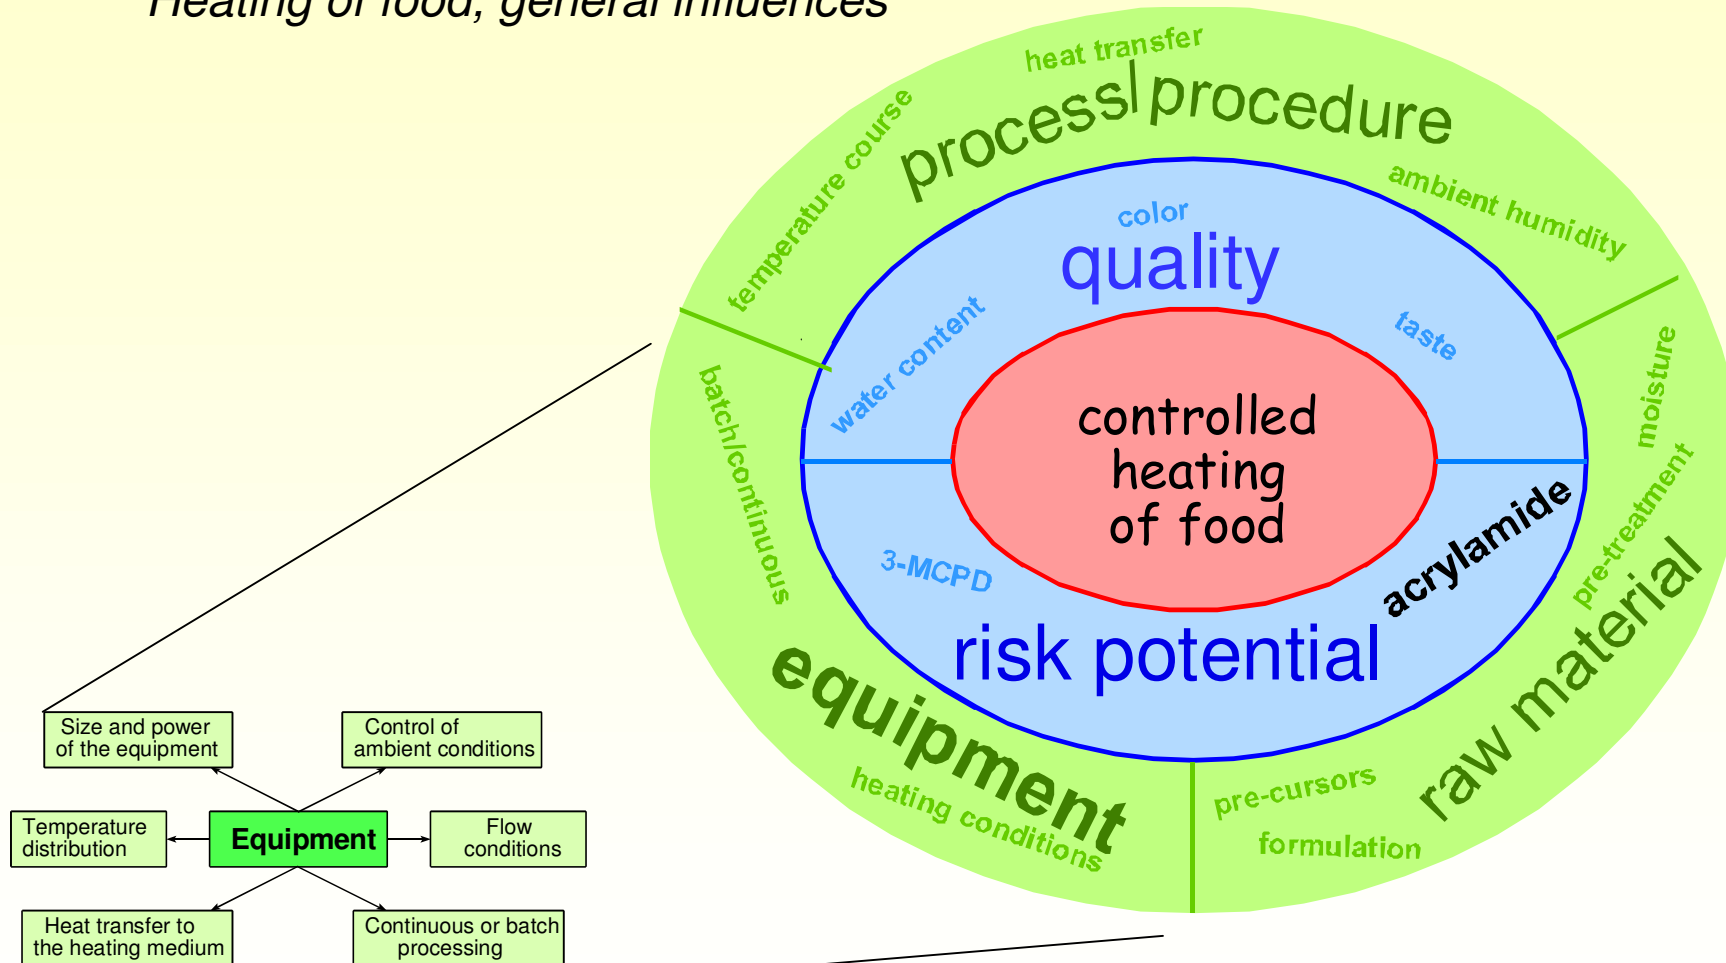 Heating of food, general influences
heat transfer
process|procedure
temperature course
ambient humidity
color
quality
water content
taste
controlled
heating
of food
moisture
pre-treatment
raw material
batch/continuous
3-MCPD
acrylamide
risk potential
equipment
heating conditions
pre-cursors
formulation
Size and power
of the equipment
Control of
ambient conditions
Temperature
distribution
Equipment
Flow
conditions
Heat transfer to
the heating medium
Continuous or batch
processing